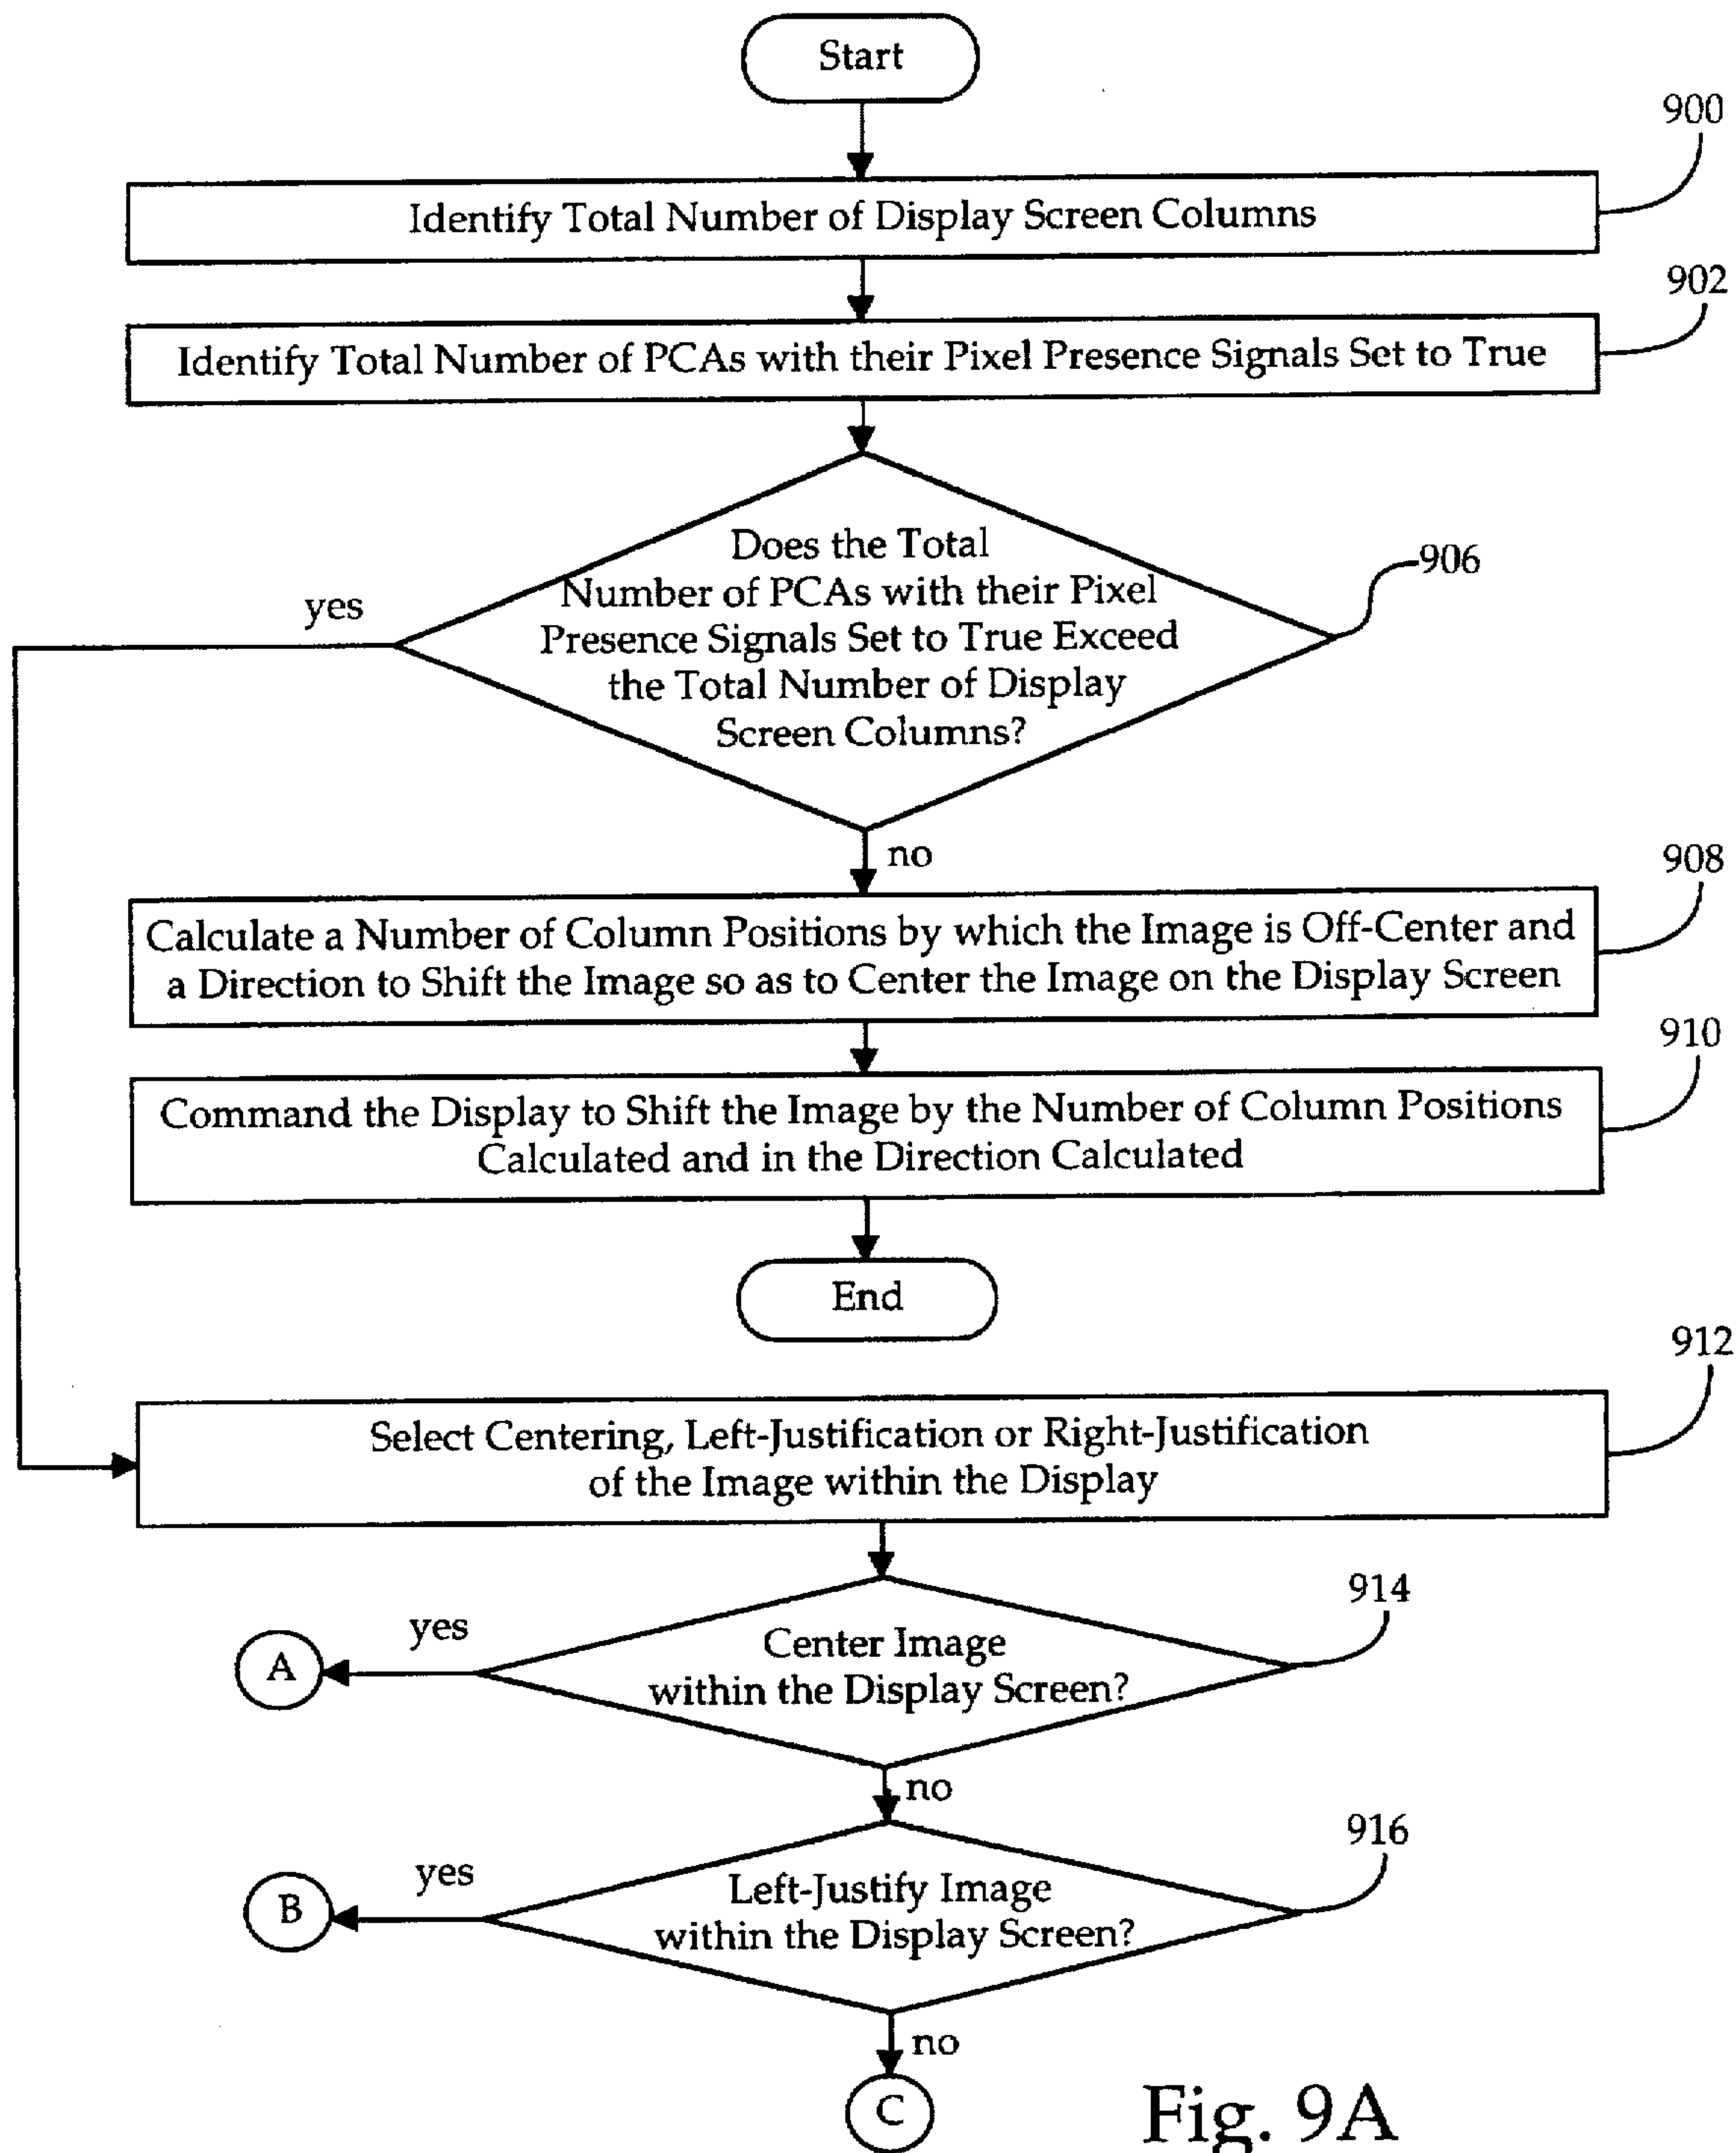 Start
900
Identify Total Number of Display Screen Columns
902
Identify Total Number of PCAs with their Pixel Presence Signals Set to True
Does the Total
Number of PCAs with their Pixel
Presence Signals Set to True Exceed
the Total Number of Display
Screen Columns?
906
yes
no
908
Calculate a Number of Column Positions by which the Image is Off-Center and
a Direction to Shift the Image so as to Center the Image on the Display Screen
910
Command the Display to Shift the Image by the Number of Column Positions
Calculated and in the Direction Calculated
End
912
Select Centering, Left-Justification or Right-Justification
of the Image within the Display
914
yes
A
Center Image
within the Display Screen?
no
916
yes
B
Left-Justify Image
within the Display Screen?
no
C
Fig. 9A